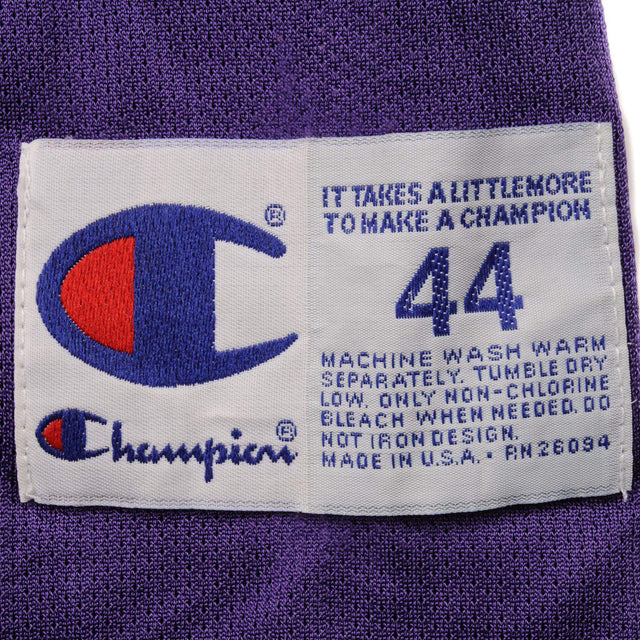 ®
Champion®
IT TAKES A LITTLE MORE
TO MAKE A CHAMPION
44
MACHINE WASH WARM
SEPARATELY. TUMBLE DRY
LOW. ONLY NON-CHLORINE
BLEACH WHEN NEEDED. DO
NOT IRON DESIGN.
MADE IN U.S.A. · RN 26094